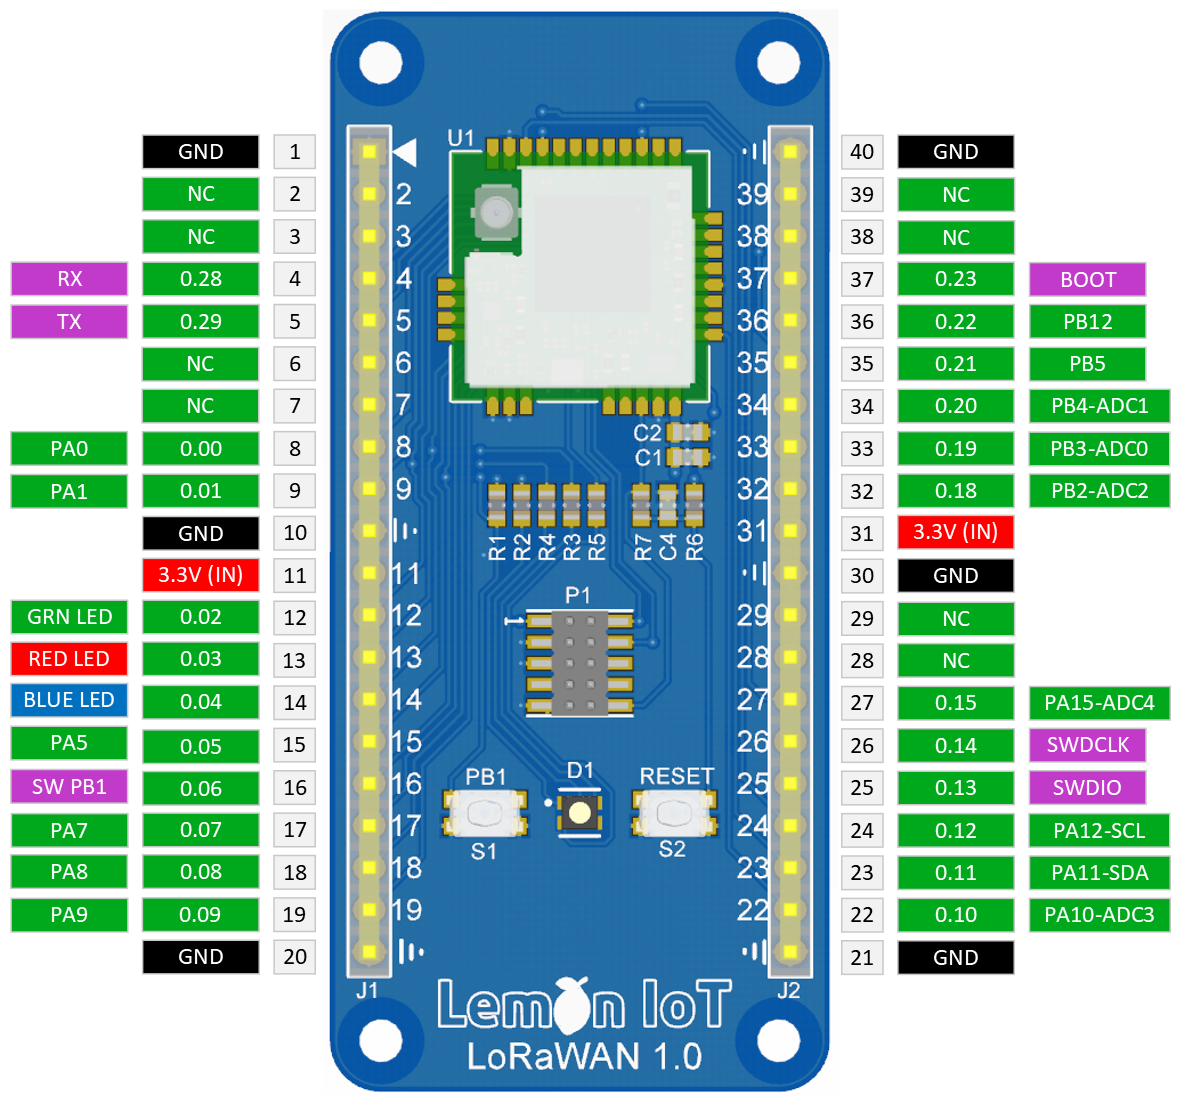 U1
GND 1 40 GND
NC 2 2 39 39 NC
NC 3 3 38 38 NC
RX 0.28 4 4 37 37 0.23 BOOT
TX 0.29 5 5 36 36 0.22 PB12
NC 6 6 35 35 0.21 PB5
NC 7 7 34 34 0.20 PB4-ADC1
C2
PA0 0.00 8 8 33 33 0.19 PB3-ADC0
C1
PA1 0.01 9 9 32 32 0.18 PB2-ADC2
GND 10 31 31 3.3V (IN)
R1 R2 R4 R3 R5 R7 C4 R6
3.3V (IN) 11 11 30 GND
P1
1
GRN LED 0.02 12 12 29 29 NC
RED LED 0.03 13 13 28 28 NC
BLUE LED 0.04 14 14 27 27 0.15 PA15-ADC4
PA5 0.05 15 15 26 26 0.14 SWDCLK
PB1 D1 RESET
SW PB1 0.06 16 16 25 25 0.13 SWDIO
PA7 0.07 17 17 24 24 0.12 PA12-SCL
S1 S2
PA8 0.08 18 18 23 23 0.11 PA11-SDA
PA9 0.09 19 19 22 22 0.10 PA10-ADC3
GND 20 21 GND
J1 J2
Lemon IoT
LoRaWAN 1.0